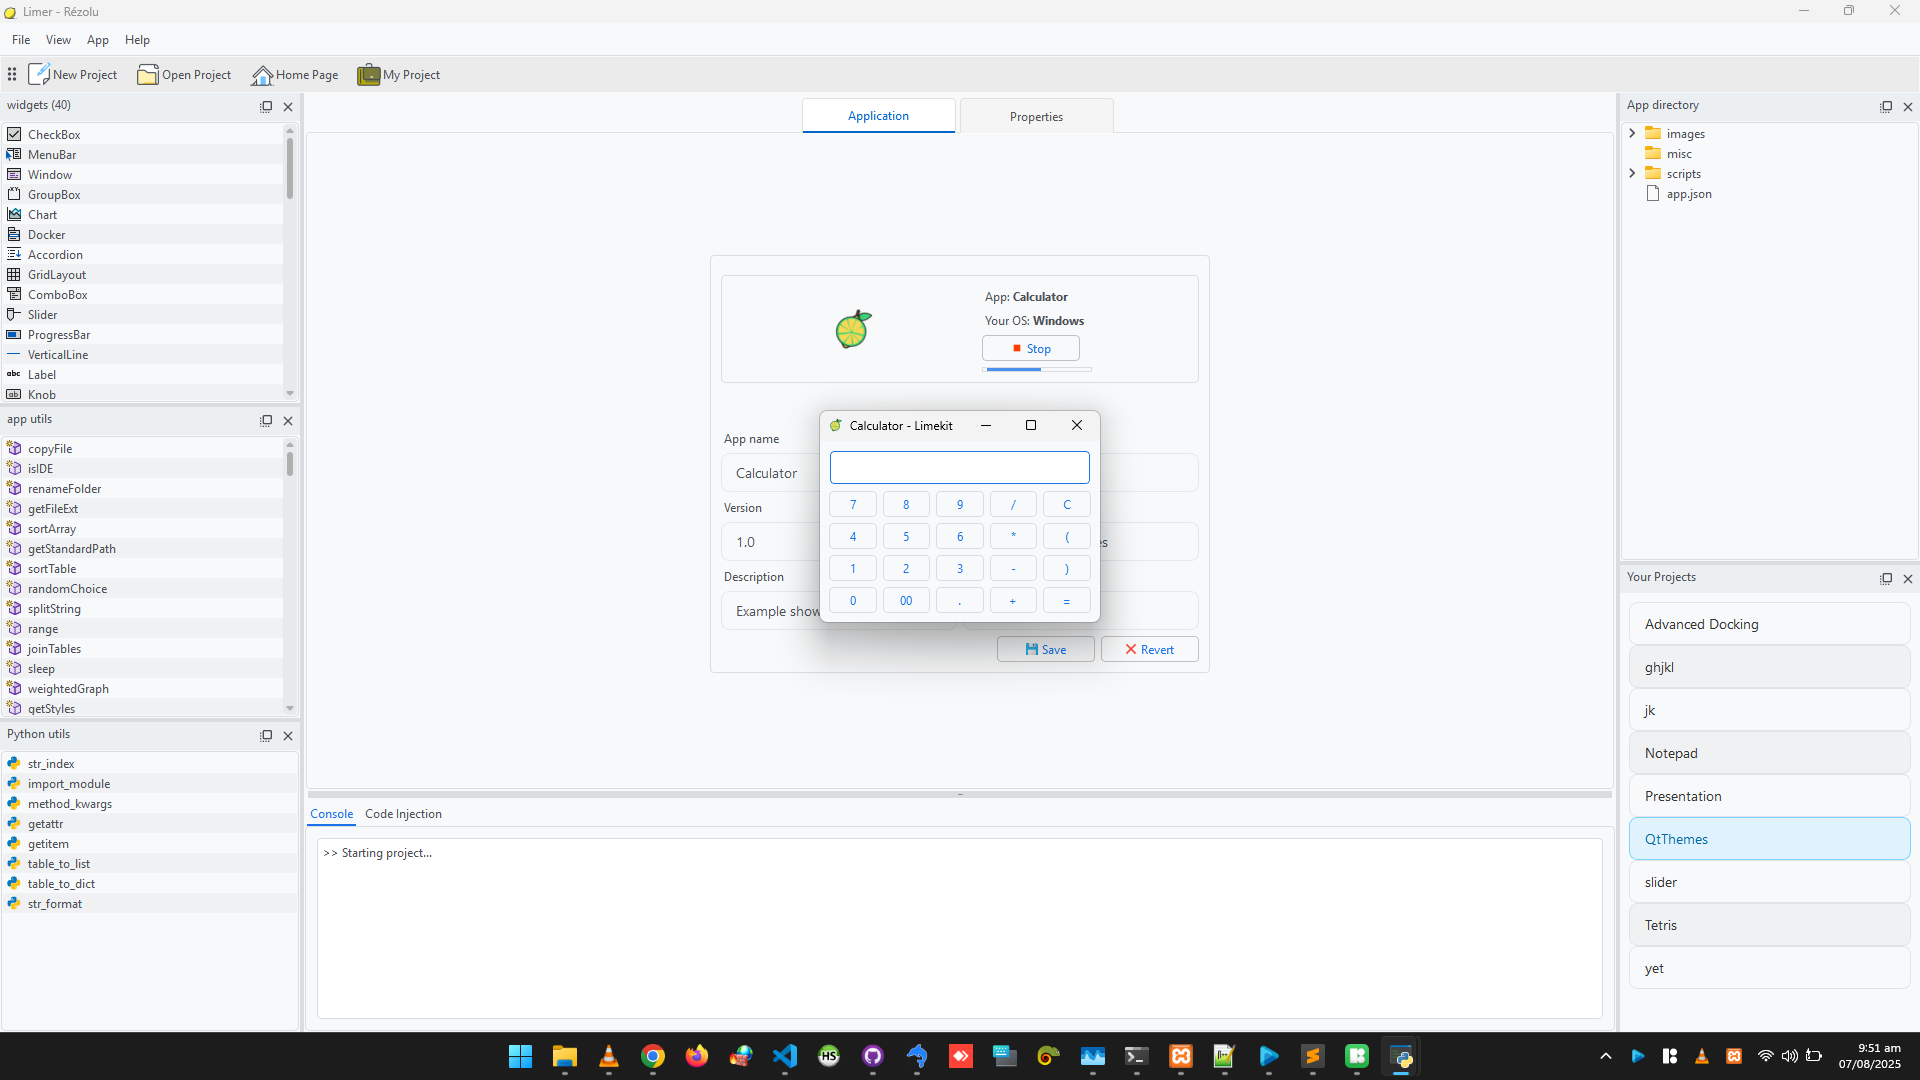 Limer - Rézolu
File View App Help
New Project Open Project Home Page My Project
widgets (40)
CheckBox
MenuBar
Window
GroupBox
Chart
Docker
Accordion
GridLayout
ComboBox
Slider
ProgressBar
VerticalLine
abc Label
Knob
app utils
copyFile
isIDE
renameFolder
getFileExt
sortArray
getStandardPath
sortTable
randomChoice
splitString
range
joinTables
sleep
weightedGraph
getStyles
Python utils
str_index
import_module
method_kwargs
getattr
getitem
table_to_list
table_to_dict
str_format
Application Properties
App: Calculator
Your OS: Windows
Stop
App name
Calculator
Version
1.0
Description
Example show
Save Revert
Calculator - Limekit
7 8 9 / C
4 5 6 * (
1 2 3 - )
0 00 . + =
Console Code Injection
>> Starting project...
App directory
images
misc
scripts
app.json
Your Projects
Advanced Docking
ghjkl
jk
Notepad
Presentation
QtThemes
slider
Tetris
yet
HS
9:51 am
07/08/2025